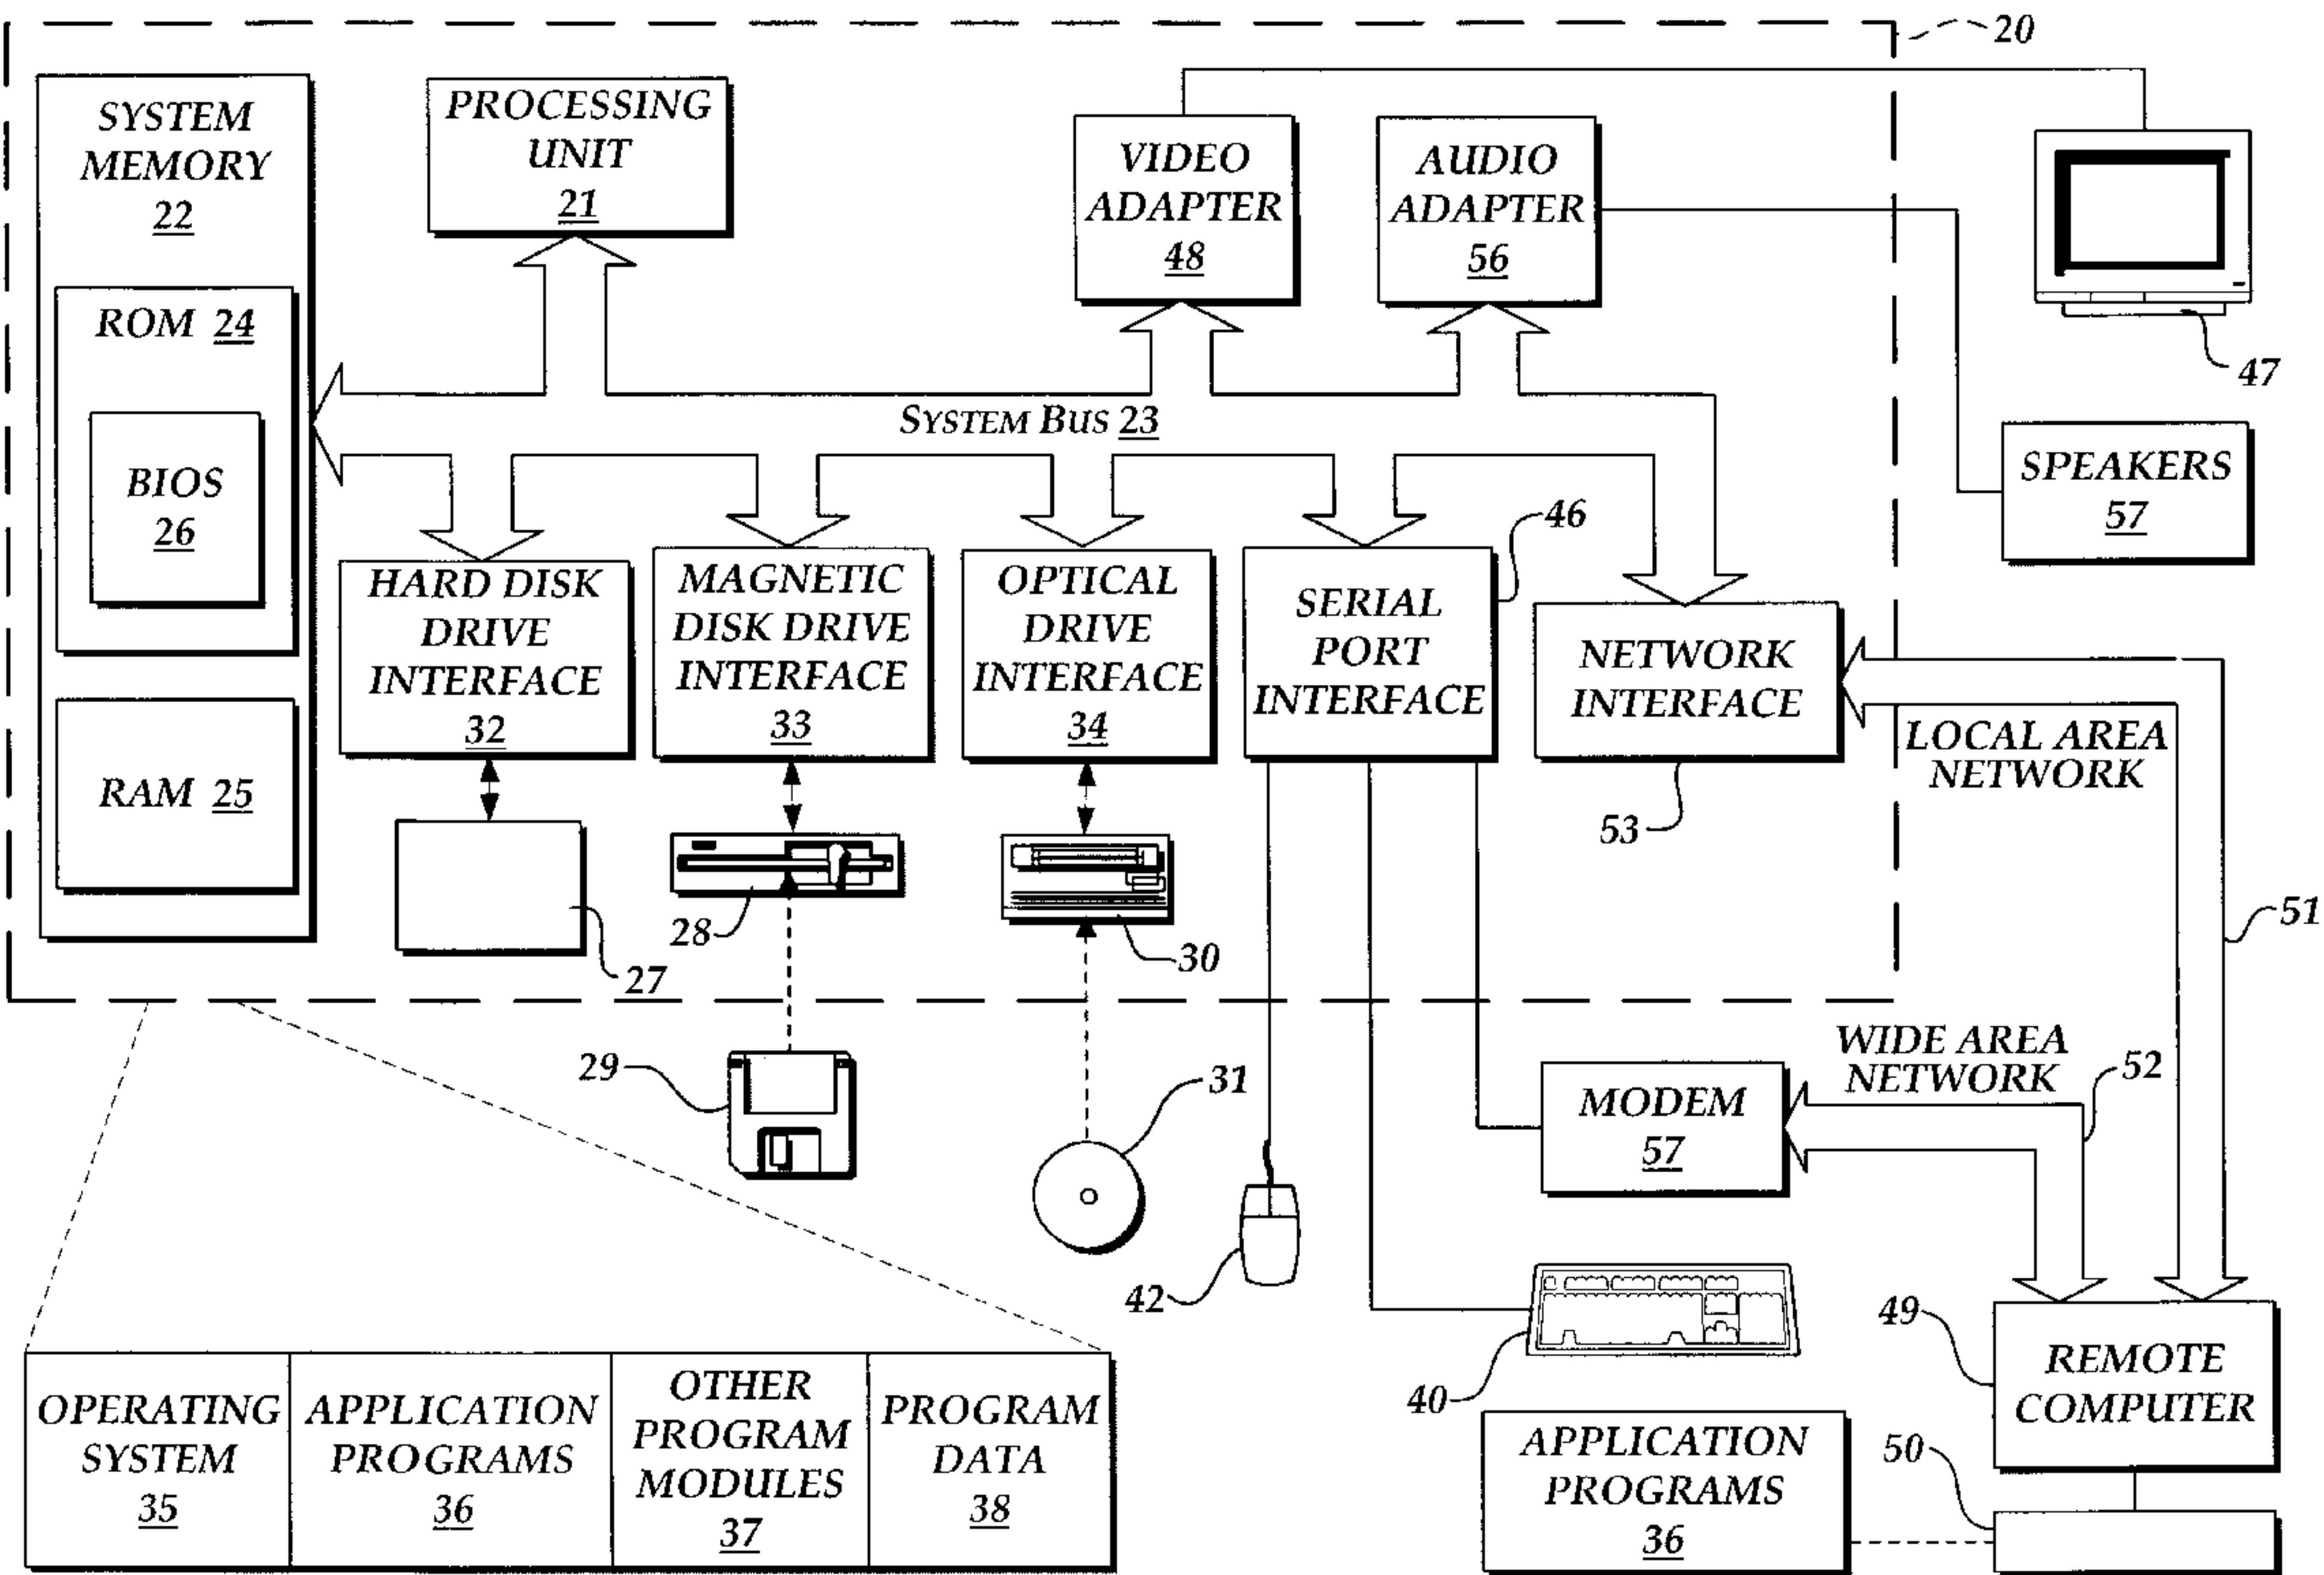 20
SYSTEM
MEMORY
22
ROM 24
BIOS
26
RAM 25
PROCESSING
UNIT
21
VIDEO
ADAPTER
48
AUDIO
ADAPTER
56
47
SPEAKERS
57
SYSTEM BUS 23
HARD DISK
DRIVE
INTERFACE
32
MAGNETIC
DISK DRIVE
INTERFACE
33
OPTICAL
DRIVE
INTERFACE
34
SERIAL
PORT
INTERFACE
46
NETWORK
INTERFACE
53
LOCAL AREA
NETWORK
51
27
28
30
29
31
42
MODEM
57
WIDE AREA
NETWORK
52
40
49
REMOTE
COMPUTER
50
OPERATING
SYSTEM
35
APPLICATION
PROGRAMS
36
OTHER
PROGRAM
MODULES
37
PROGRAM
DATA
38
APPLICATION
PROGRAMS
36